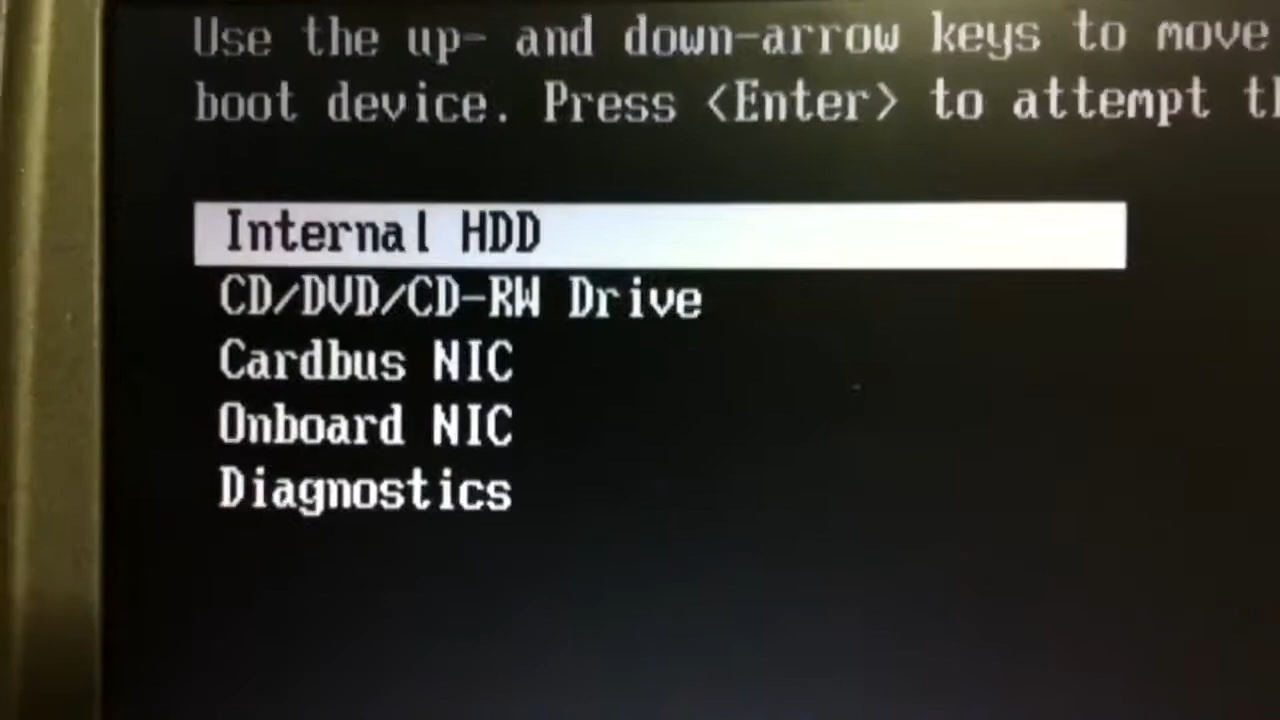 Use the up- and down-arrow keys to move
boot device. Press <Enter> to attempt
Internal HDD
CD/DVD/CD-RW Drive
Cardbus NIC
Onboard NIC
Diagnostics